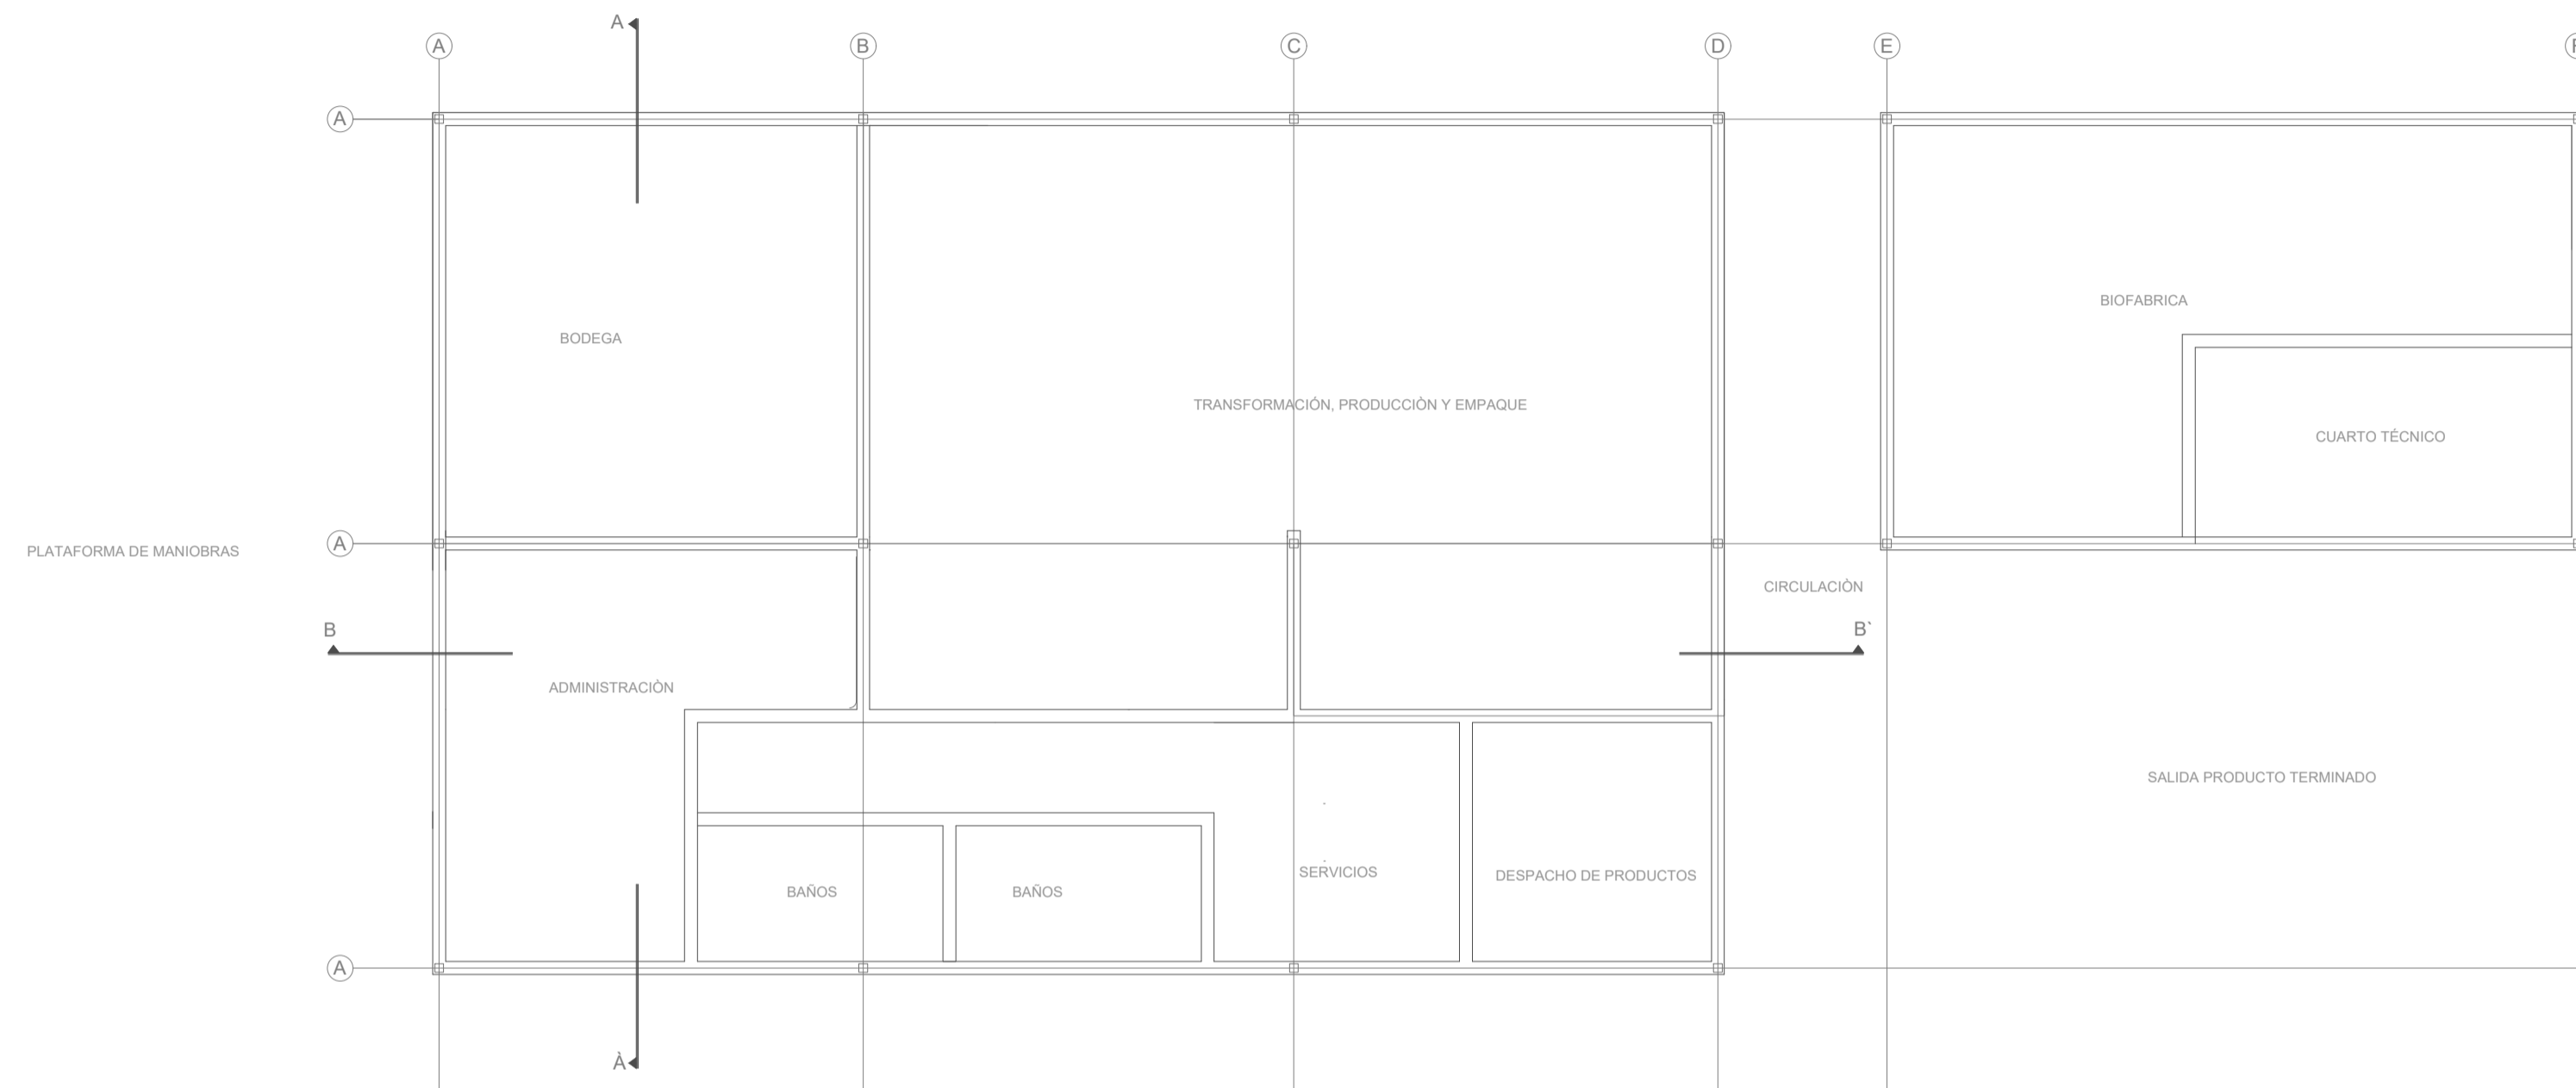 A
A
B
C
D
E
A
BIOFABRICA
BODEGA
TRANSFORMACIÓN, PRODUCCIÒN Y EMPAQUE
CUARTO TÉCNICO
PLATAFORMA DE MANIOBRAS
A
CIRCULACIÒN
B
B`
ADMINISTRACIÒN
SALIDA PRODUCTO TERMINADO
SERVICIOS
DESPACHO DE PRODUCTOS
BAÑOS
BAÑOS
A
À